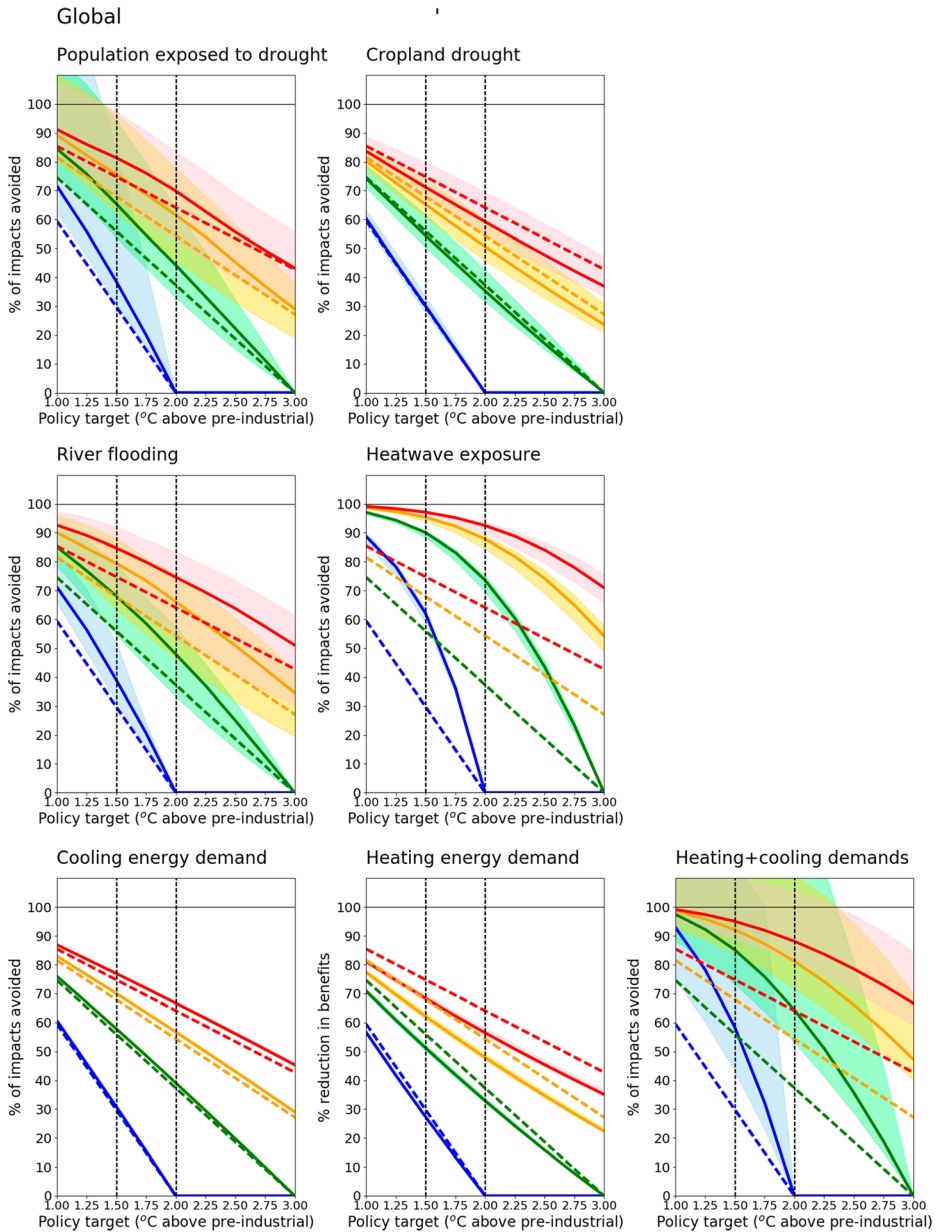 Global '
Population exposed to drought
Cropland drought
% of impacts avoided
100
90
80
70
60
50
40
30
20
10
0
1.00 1.25 1.50 1.75 2.00 2.25 2.50 2.75 3.00
Policy target (°C above pre-industrial)
% of impacts avoided
100
90
80
70
60
50
40
30
20
10
0
1.00 1.25 1.50 1.75 2.00 2.25 2.50 2.75 3.00
Policy target (°C above pre-industrial)
River flooding
Heatwave exposure
% of impacts avoided
100
90
80
70
60
50
40
30
20
10
0
1.00 1.25 1.50 1.75 2.00 2.25 2.50 2.75 3.00
Policy target (°C above pre-industrial)
% of impacts avoided
100
90
80
70
60
50
40
30
20
10
0
1.00 1.25 1.50 1.75 2.00 2.25 2.50 2.75 3.00
Policy target (°C above pre-industrial)
Cooling energy demand
Heating energy demand
Heating+cooling demands
% of impacts avoided
100
90
80
70
60
50
40
30
20
10
0
1.00 1.25 1.50 1.75 2.00 2.25 2.50 2.75 3.00
Policy target (°C above pre-industrial)
% reduction in benefits
100
90
80
70
60
50
40
30
20
10
0
1.00 1.25 1.50 1.75 2.00 2.25 2.50 2.75 3.00
Policy target (°C above pre-industrial)
% of impacts avoided
100
90
80
70
60
50
40
30
20
10
0
1.00 1.25 1.50 1.75 2.00 2.25 2.50 2.75 3.00
Policy target (°C above pre-industrial)